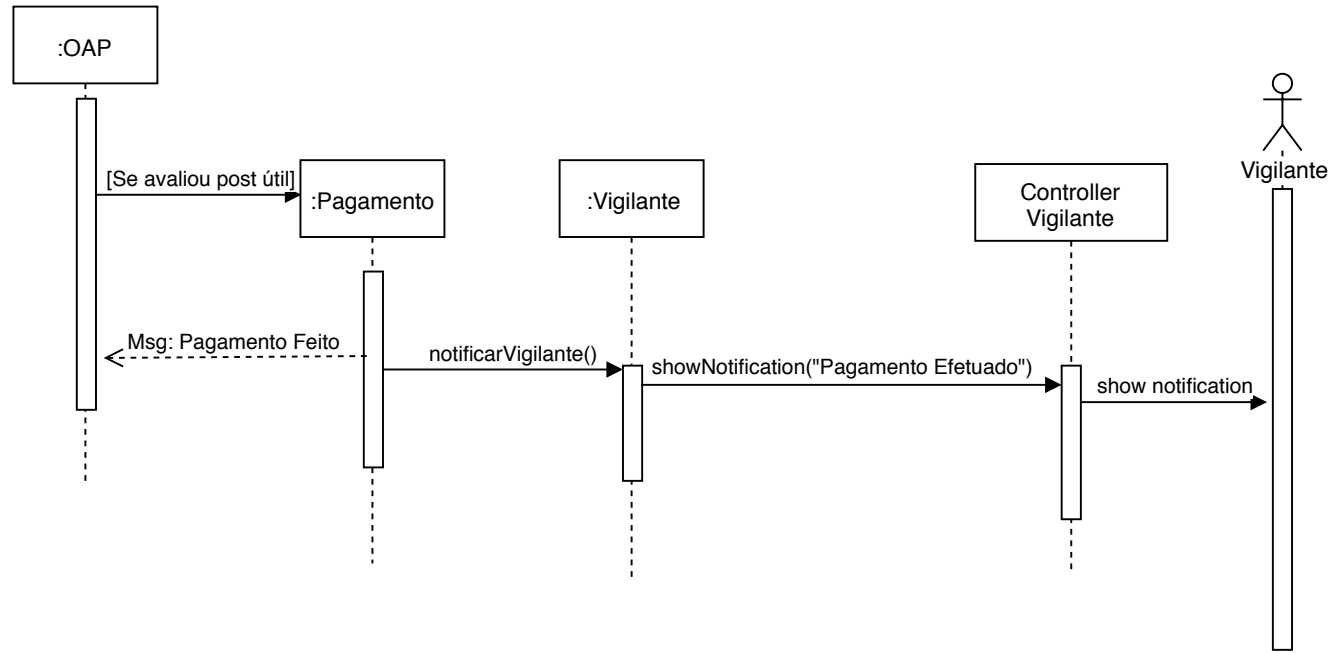 :OAP
Vigilante
[Se avaliou post útil]
:Pagamento
:Vigilante
Controller
Vigilante
Msg: Pagamento Feito
notificarVigilante()
showNotification("Pagamento Efetuado")
show notification